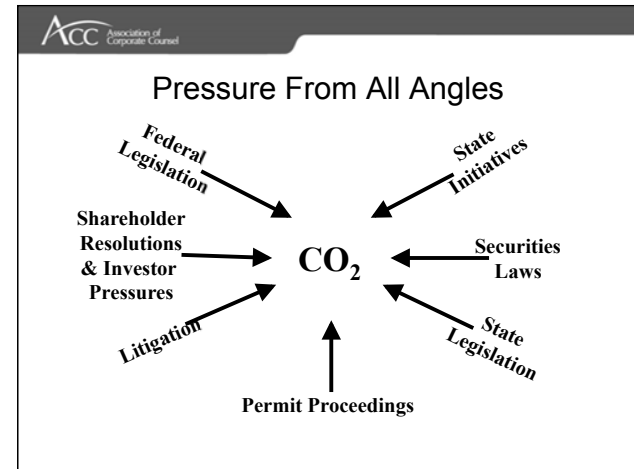 ACC Association of
Corporate Counsel
Pressure From All Angles
Federal
Legislation
State
Initiatives
Shareholder
Resolutions
& Investor
Pressures
CO₂
Securities
Laws
Litigation
State
Legislation
Permit Proceedings